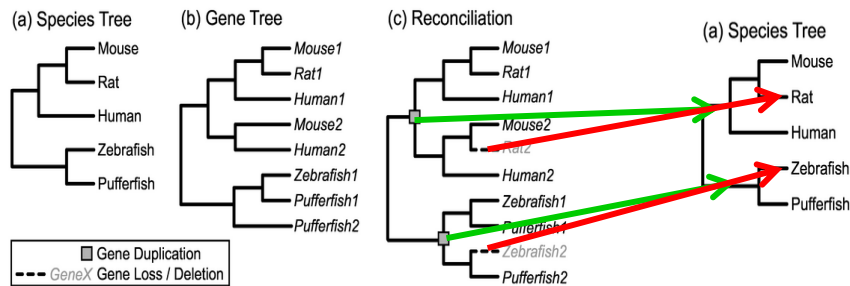 (a) Species Tree
Mouse
Rat
Human
Zebrafish
Pufferfish
(b) Gene Tree
Mouse1
Rat1
Human1
Mouse2
Human2
Zebrafish1
Pufferfish1
Pufferfish2
Gene Duplication
GeneX Gene Loss / Deletion
(c) Reconciliation
Mouse1
Rat1
Human1
Mouse2
Rat2
Human2
Zebrafish1
Pufferfish1
Zebrafish2
Pufferfish2
(a) Species Tree
Mouse
Rat
Human
Zebrafish
Pufferfish